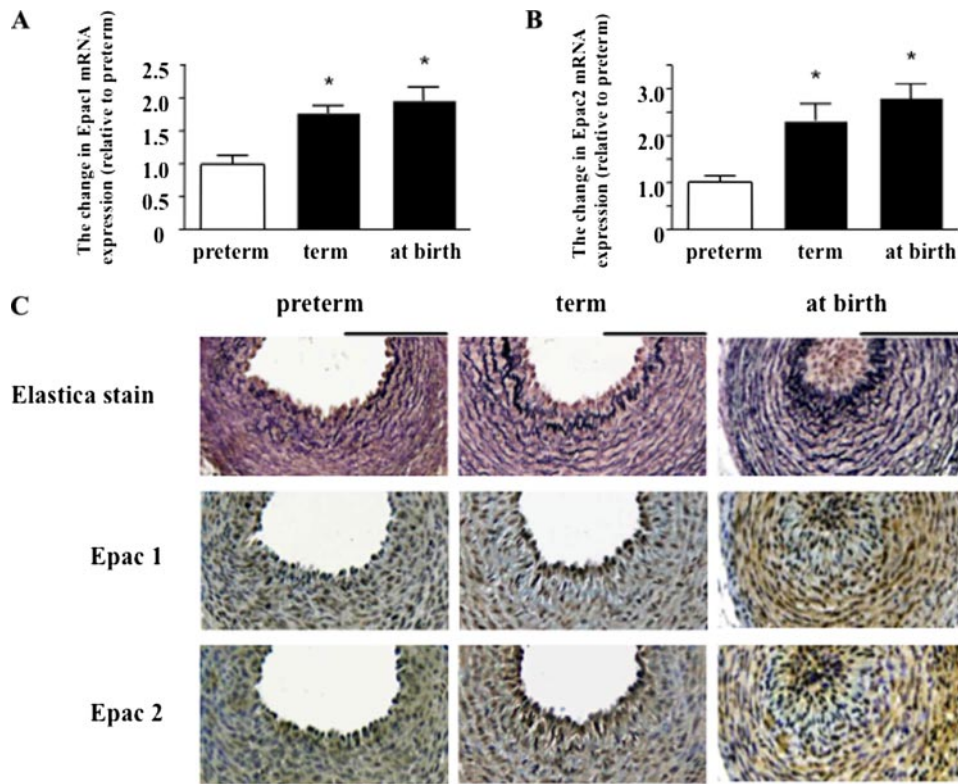 A
The change in Epac1 mRNA
expression (relative to preterm)
2.5
2.0
1.5
1.0
0.5
0
*
*
preterm term at birth
B
The change in Epac2 mRNA
expression (relative to preterm)
3.0
2.0
1.0
0
*
*
preterm term at birth
C
preterm term at birth
Elastica stain
Epac 1
Epac 2